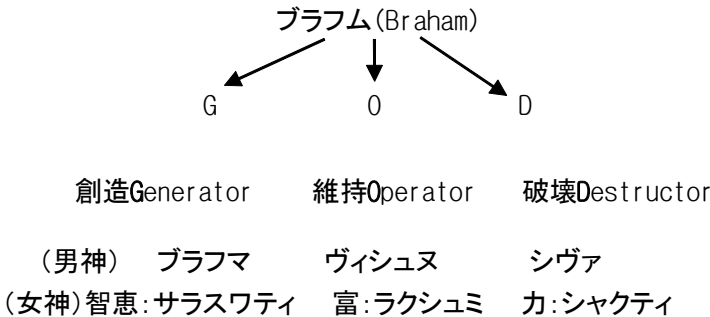 ブラフム(Braham)
G O D
創造Generator 維持Operator 破壊Destructor
(男神) ブラフマ ヴィシュヌ シヴァ
(女神)智恵:サラスワティ 富:ラクシュミ 力:シャクティ